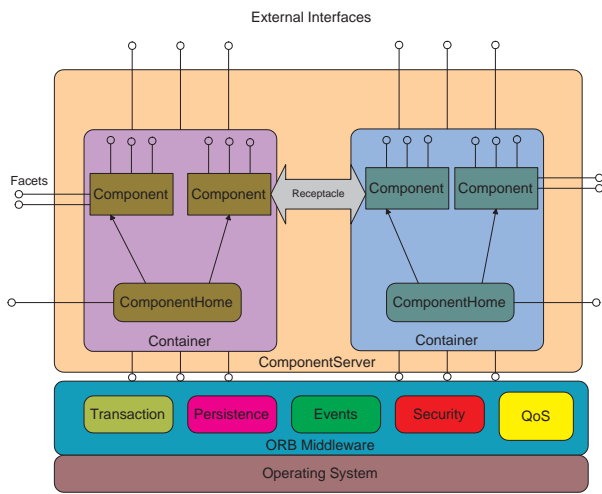 External Interfaces
Facets
Component
Component
Receptacle
Component
Component
ComponentHome
ComponentHome
Container
Container
ComponentServer
Transaction
Persistence
Events
Security
QoS
ORB Middleware
Operating System